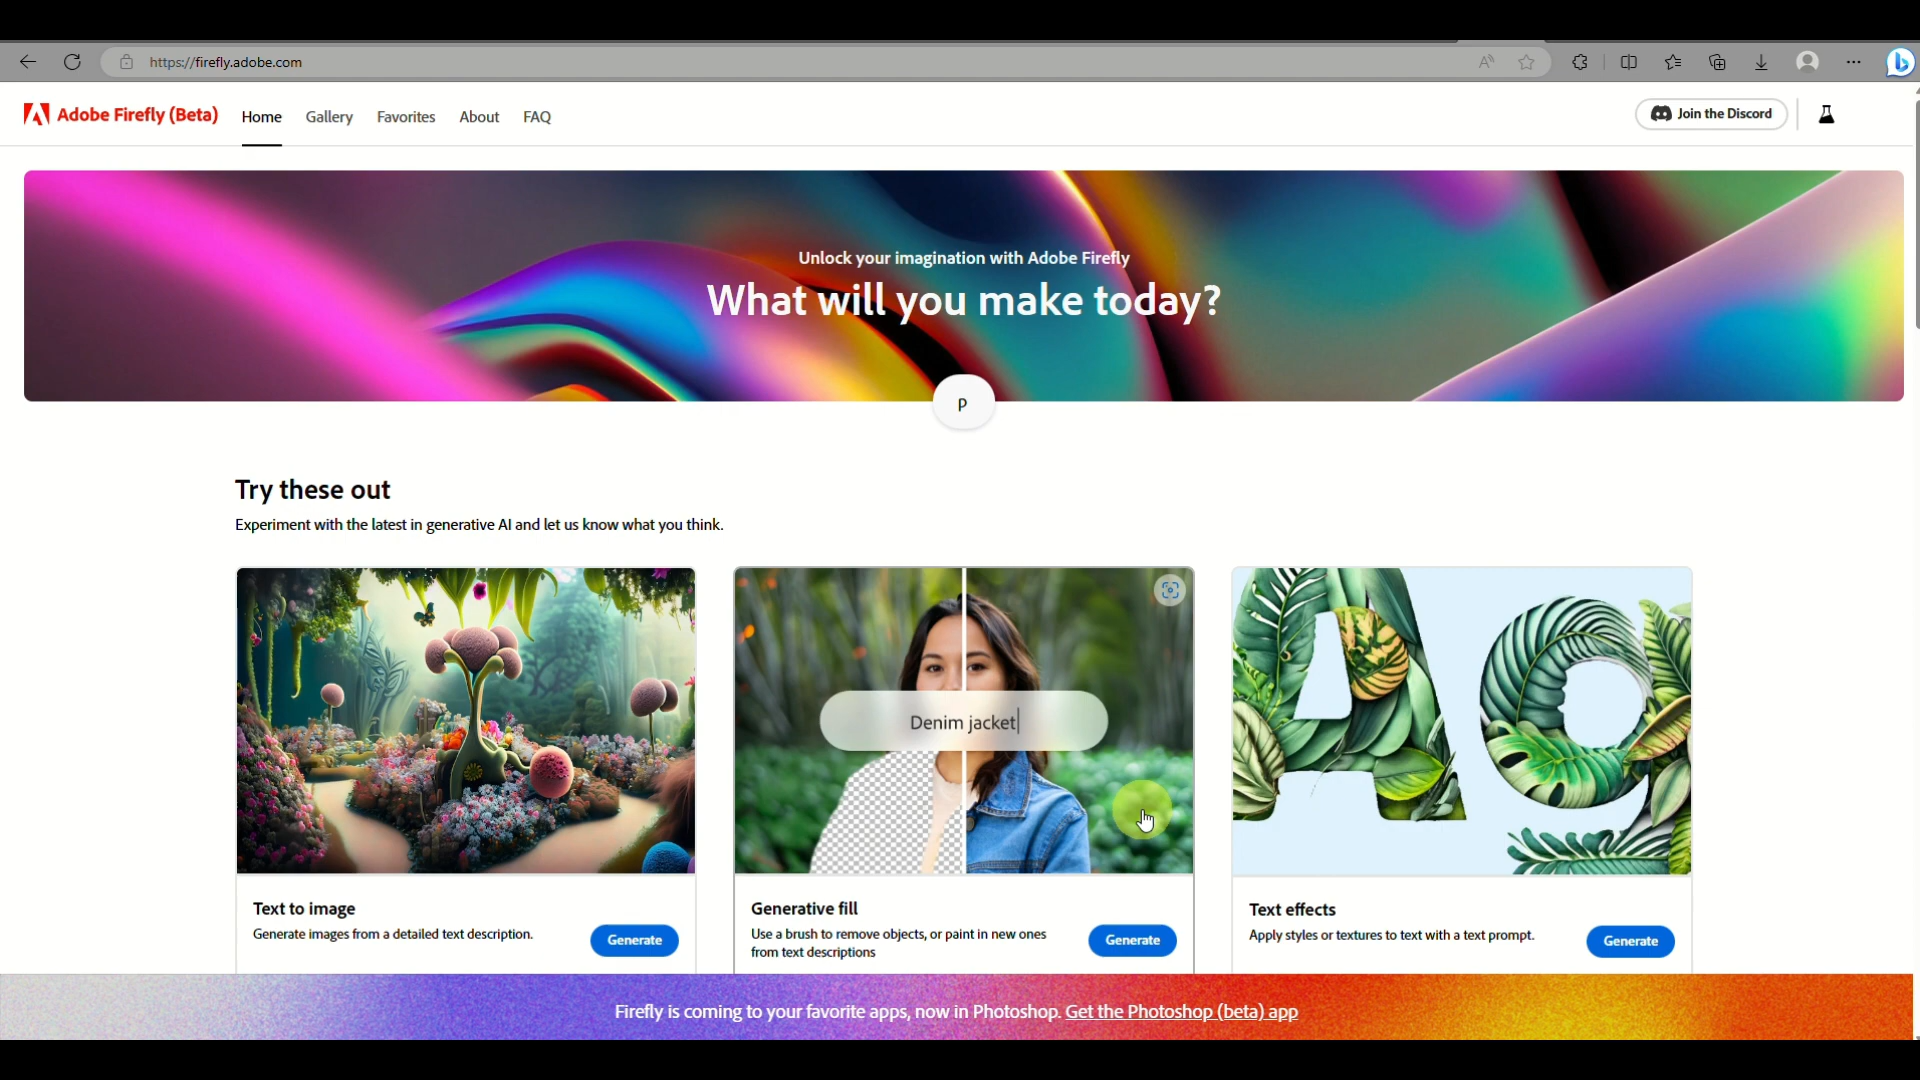 https://firefly.adobe.com
Adobe Firefly (Beta)
Home
Gallery
Favorites
About
FAQ
Join the Discord
Unlock your imagination with Adobe Firefly
What will you make today?
P
Try these out
Experiment with the latest in generative AI and let us know what you think.
Denim jacket
Ag
Text to image
Generate images from a detailed text description.
Generate
Generative fill
Use a brush to remove objects, or paint in new ones
from text descriptions
Generate
Text effects
Apply styles or textures to text with a text prompt.
Generate
Firefly is coming to your favorite apps, now in Photoshop. Get the Photoshop (beta) app